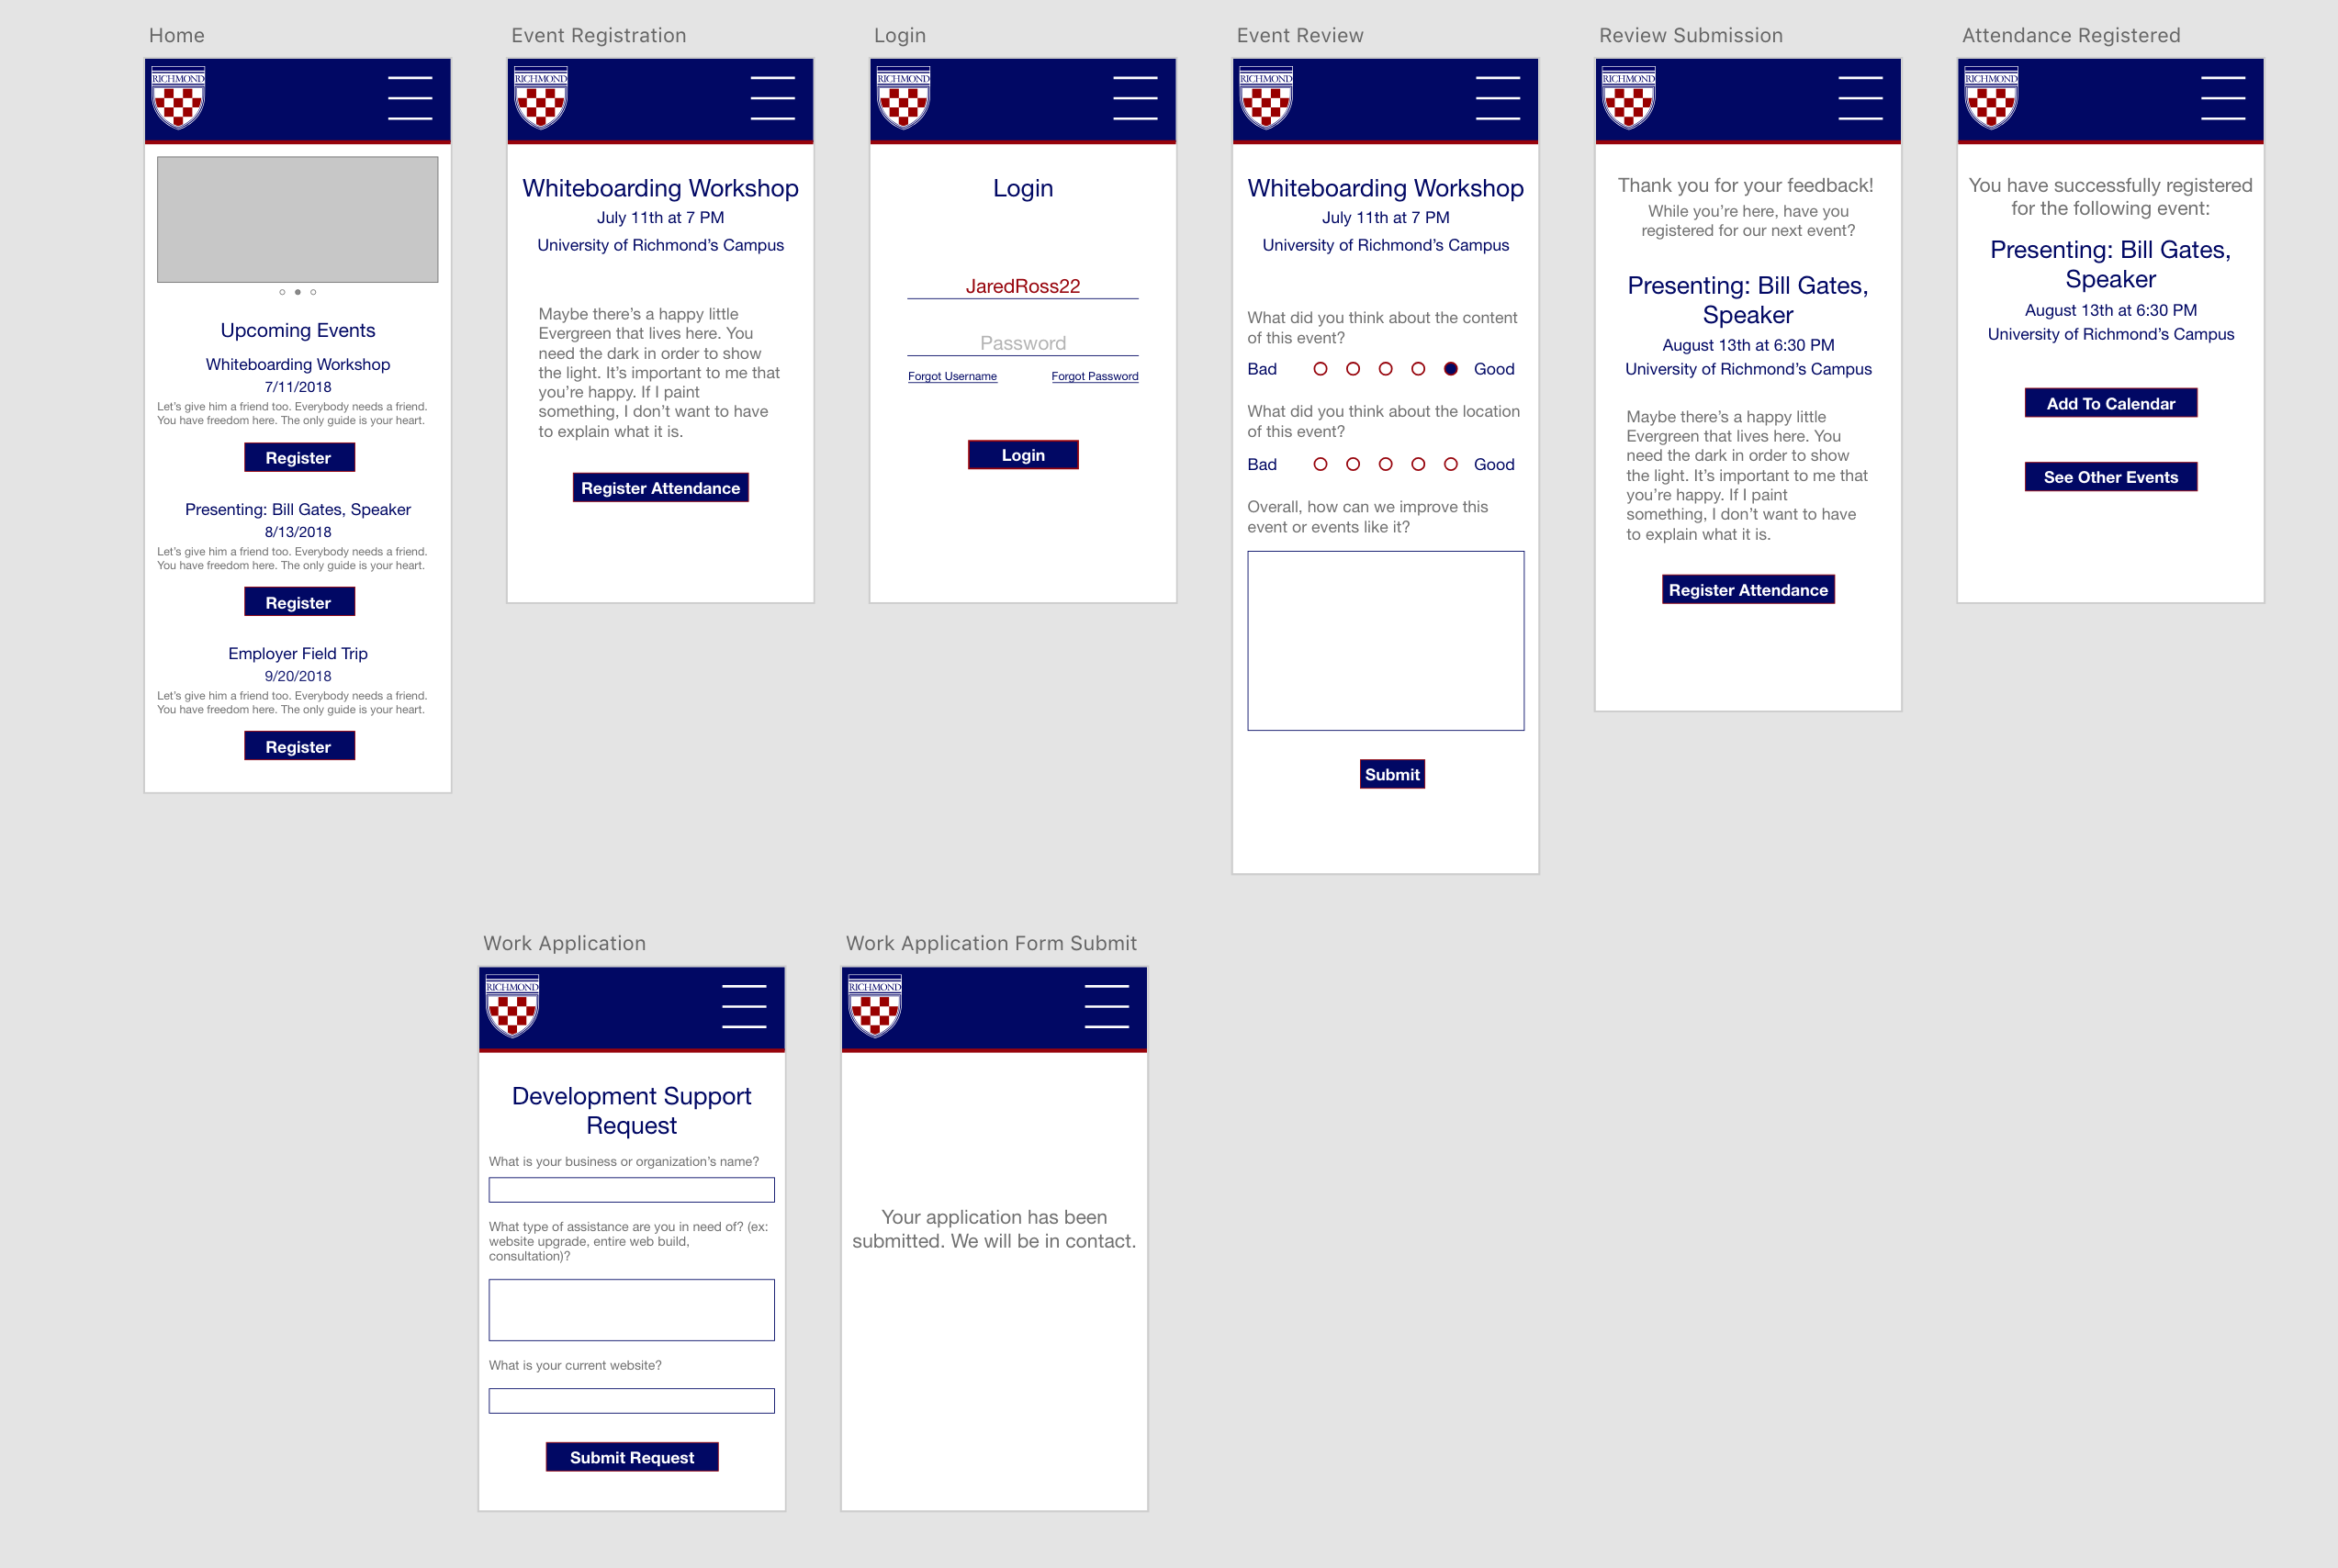 Home
RICHMOND
Upcoming Events
Whiteboarding Workshop
7/11/2018
Let's give him a friend too. Everybody needs a friend.
You have freedom here. The only guide is your heart.
Register
Presenting: Bill Gates, Speaker
8/13/2018
Let's give him a friend too. Everybody needs a friend.
You have freedom here. The only guide is your heart.
Register
Employer Field Trip
9/20/2018
Let's give him a friend too. Everybody needs a friend.
You have freedom here. The only guide is your heart.
Register
Event Registration
RICHMOND
Whiteboarding Workshop
July 11th at 7 PM
University of Richmond's Campus
Maybe there's a happy little
Evergreen that lives here. You
need the dark in order to show
the light. It's important to me that
you're happy. If I paint
something, I don't want to have
to explain what it is.
Register Attendance
Login
RICHMOND
Login
JaredRoss22
Password
Forgot Username Forgot Password
Login
Event Review
RICHMOND
Whiteboarding Workshop
July 11th at 7 PM
University of Richmond's Campus
What did you think about the content
of this event?
Bad Good
What did you think about the location
of this event?
Bad Good
Overall, how can we improve this
event or events like it?
Submit
Review Submission
RICHMOND
Thank you for your feedback!
While you're here, have you
registered for our next event?
Presenting: Bill Gates,
Speaker
August 13th at 6:30 PM
University of Richmond's Campus
Maybe there's a happy little
Evergreen that lives here. You
need the dark in order to show
the light. It's important to me that
you're happy. If I paint
something, I don't want to have
to explain what it is.
Register Attendance
Attendance Registered
RICHMOND
You have successfully registered
for the following event:
Presenting: Bill Gates,
Speaker
August 13th at 6:30 PM
University of Richmond's Campus
Add To Calendar
See Other Events
Work Application
RICHMOND
Development Support
Request
What is your business or organization's name?
What type of assistance are you in need of? (ex:
website upgrade, entire web build,
consultation)?
What is your current website?
Submit Request
Work Application Form Submit
RICHMOND
Your application has been
submitted. We will be in contact.